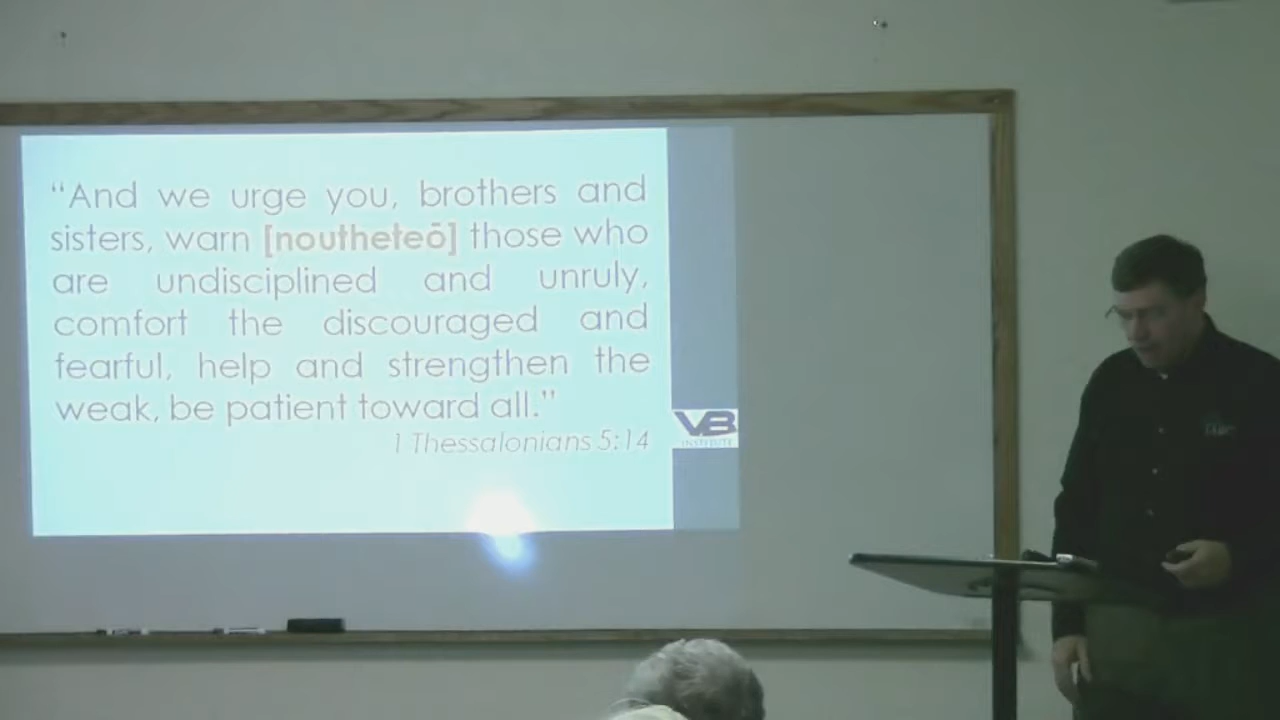 “And we urge you, brothers and
sisters, warn [noutheteō] those who
are undisciplined and unruly,
comfort the discouraged and
fearful, help and strengthen the
weak, be patient toward all.”
1 Thessalonians 5:14
VB
INSTITUTE